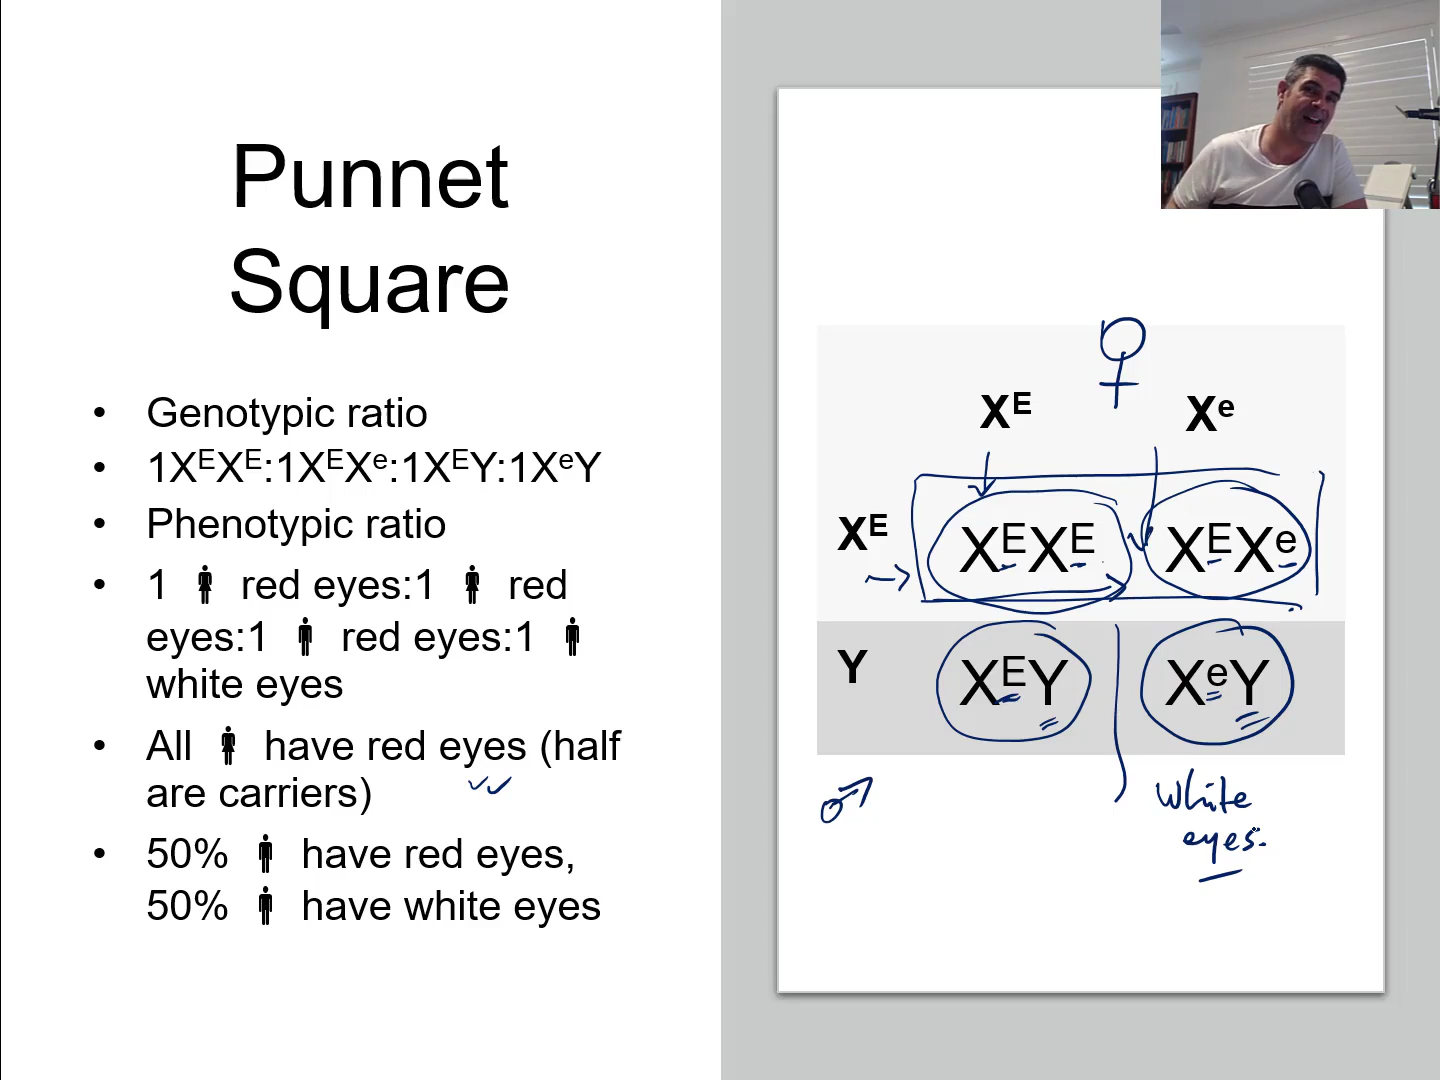 Punnet
Square
• Genotypic ratio
• 1XᴱXᴱ:1XᴱXᵉ:1XᴱY:1XᵉY
• Phenotypic ratio
• 1 red eyes:1 red
eyes:1 red eyes:1
white eyes
• All have red eyes (half
are carriers)
• 50% have red eyes,
50% have white eyes
♀
Xᴱ Xᵉ
Xᴱ XᴱXᴱ XᴱXᵉ
Y XᴱY XᵉY
♂ White
eyes.